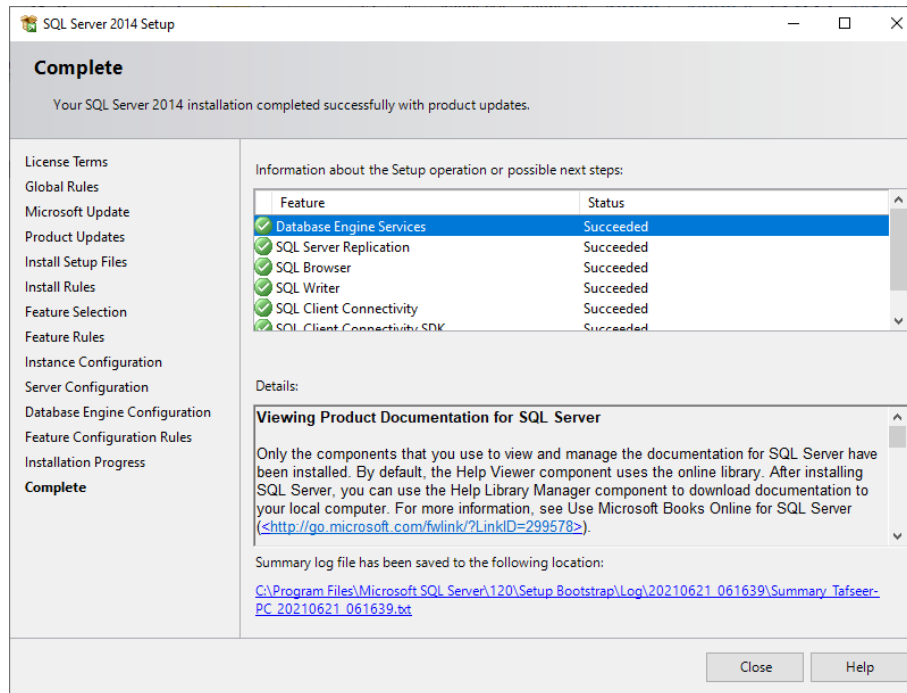 SQL Server 2014 Setup
Complete
Your SQL Server 2014 installation completed successfully with product updates.
License Terms
Global Rules
Microsoft Update
Product Updates
Install Setup Files
Install Rules
Feature Selection
Feature Rules
Instance Configuration
Server Configuration
Database Engine Configuration
Feature Configuration Rules
Installation Progress
Complete
Information about the Setup operation or possible next steps:
Feature Status
Database Engine Services Succeeded
SQL Server Replication Succeeded
SQL Browser Succeeded
SQL Writer Succeeded
SQL Client Connectivity Succeeded
SQL Client Connectivity SDK Succeeded
Details:
Viewing Product Documentation for SQL Server
Only the components that you use to view and manage the documentation for SQL Server have
been installed. By default, the Help Viewer component uses the online library. After installing
SQL Server, you can use the Help Library Manager component to download documentation to
your local computer. For more information, see Use Microsoft Books Online for SQL Server
(<http://go.microsoft.com/fwlink/?LinkID=299578>).
Summary log file has been saved to the following location:
C:\Program Files\Microsoft SQL Server\120\Setup Bootstrap\Log\20210621_061639\Summary_Tafseer-
PC_20210621_061639.txt
Close Help